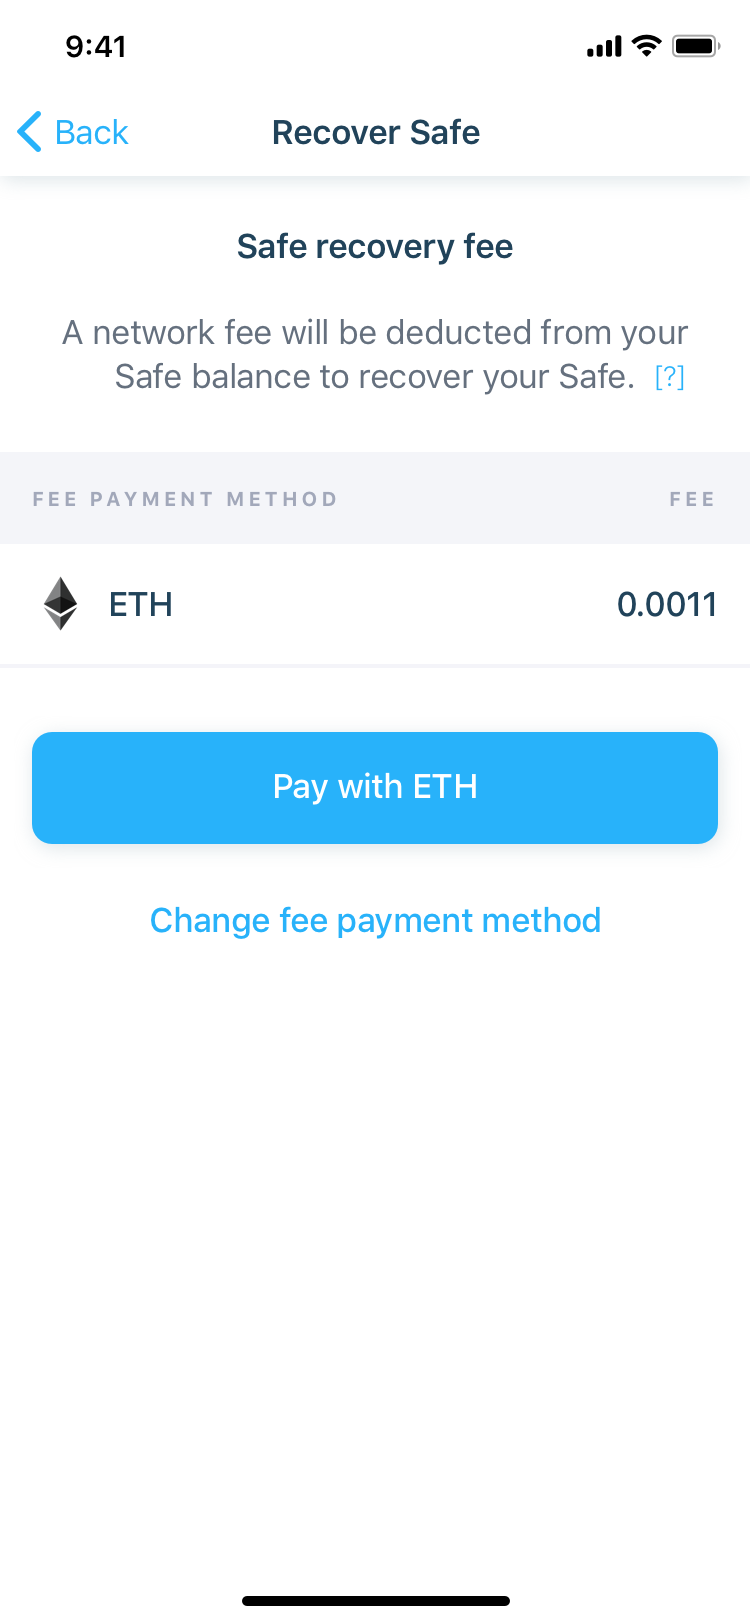 9:41
Back
Recover Safe
Safe recovery fee
A network fee will be deducted from your
Safe balance to recover your Safe. [?]
FEE PAYMENT METHOD FEE
ETH 0.0011
Pay with ETH
Change fee payment method